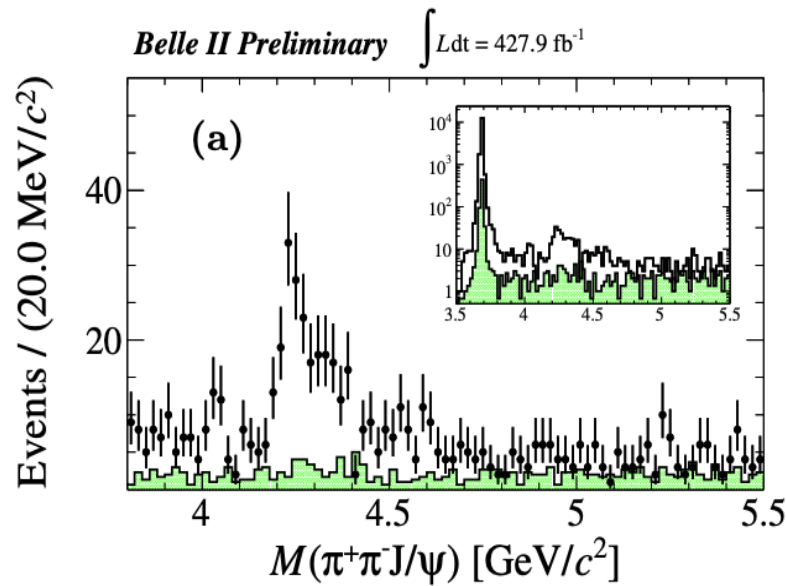 Belle II Preliminary ∫Ldt = 427.9 fb⁻¹
Events / (20.0 MeV/c²)
(a)
40
20
4 4.5 5 5.5
M(π⁺π⁻J/ψ) [GeV/c²]
10⁴
10³
10²
10
1
3.5 4 4.5 5 5.5